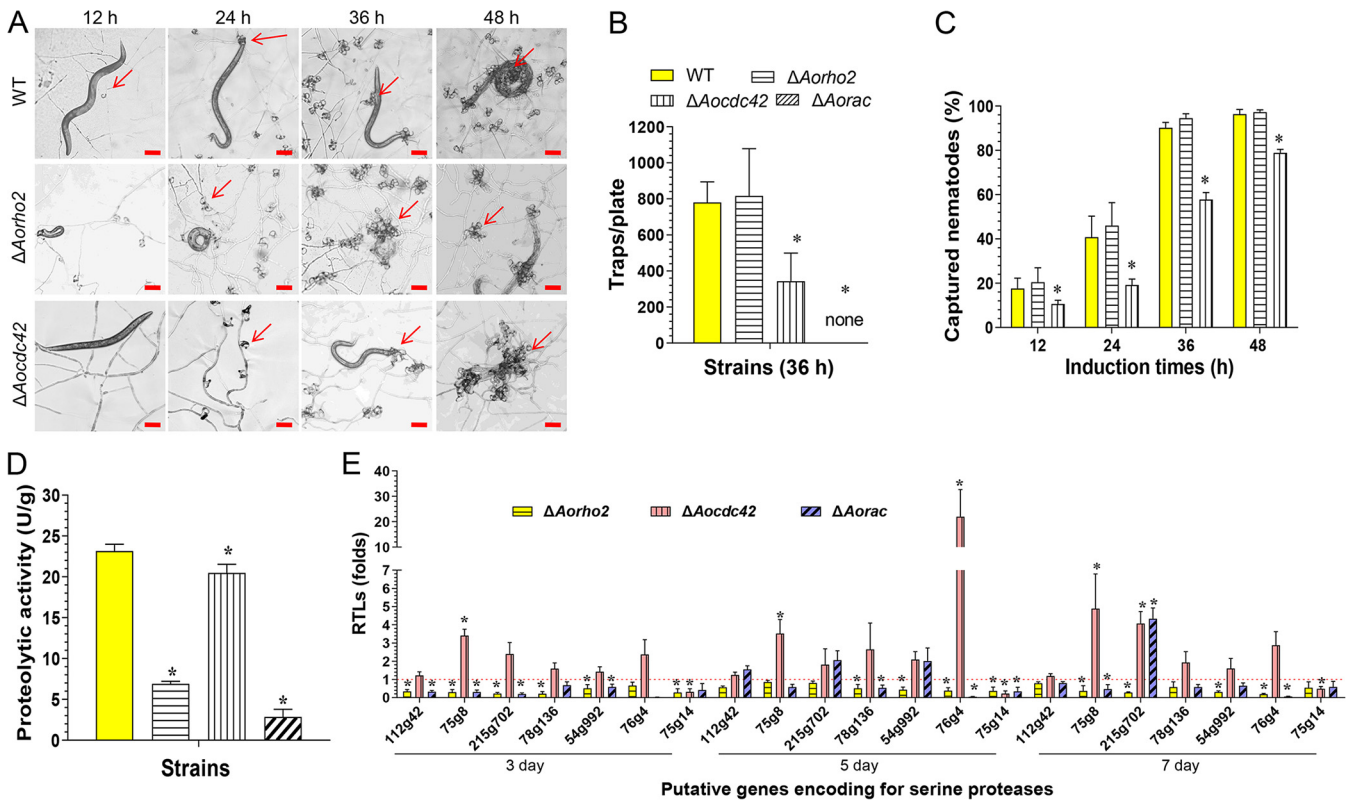 A
12 h
24 h
36 h
48 h
WT
ΔAorho2
ΔAocdc42
B
WT
ΔAorho2
ΔAocdc42
ΔAorac
Traps/plate
1200
1000
800
600
400
200
0
*
*
none
Strains (36 h)
C
Captured nematodes (%)
100
80
60
40
20
0
*
*
*
*
12
24
36
48
Induction times (h)
D
Proteolytic activity (U/g)
30
25
20
15
10
5
0
*
*
*
Strains
E
RTLs (folds)
40
30
20
10
7
6
5
4
3
2
1
0
ΔAorho2
ΔAocdc42
ΔAorac
112g42
75g8
215g702
78g136
54g992
76g4
75g14
112g42
75g8
215g702
78g136
54g992
76g4
75g14
112g42
75g8
215g702
78g136
54g992
76g4
75g14
3 day
5 day
7 day
Putative genes encoding for serine proteases